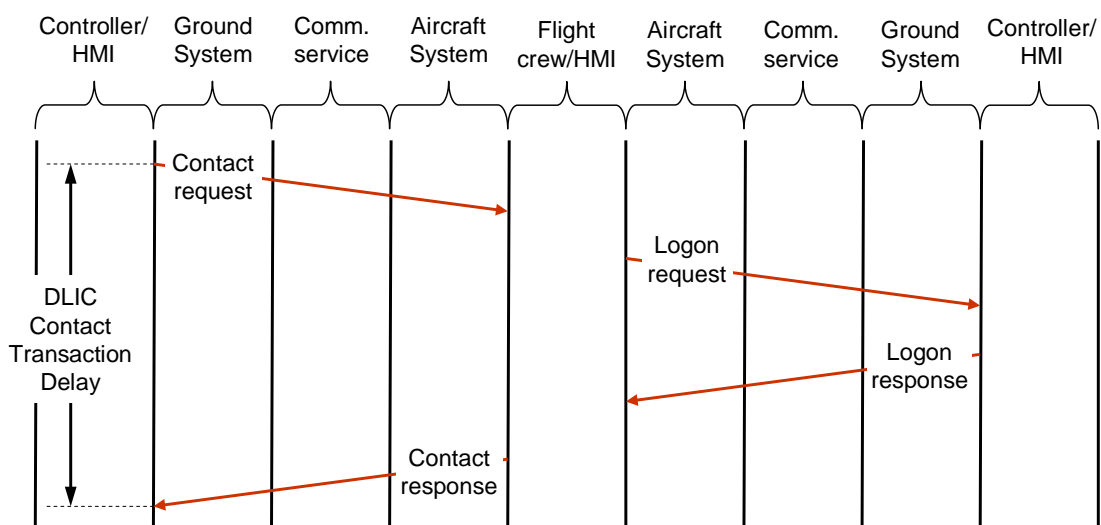 Controller/
HMI
Ground
System
Comm.
service
Aircraft
System
Flight
crew/HMI
Aircraft
System
Comm.
service
Ground
System
Controller/
HMI
Contact
request
Logon
request
DLIC
Contact
Transaction
Delay
Logon
response
Contact
response